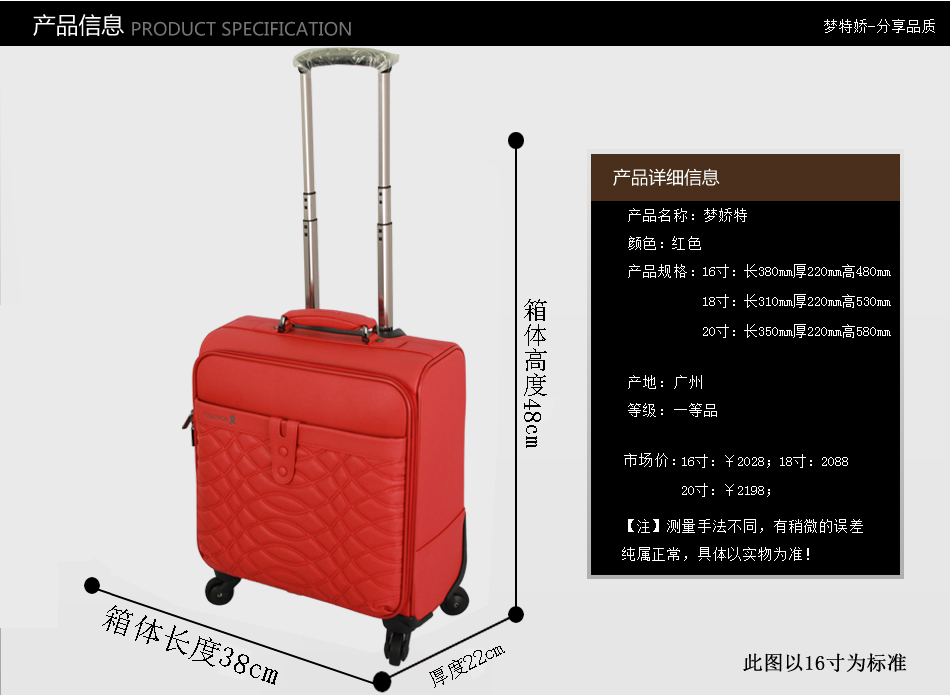 产品信息 PRODUCT SPECIFICATION
梦特娇-分享品质
产品详细信息
产品名称：梦娇特
颜色：红色
产品规格：16寸：长380mm厚220mm高480mm
18寸：长310mm厚220mm高530mm
20寸：长350mm厚220mm高580mm
产地：广州
等级：一等品
市场价：16寸：￥2028；18寸：2088
20寸：￥2198；
【注】测量手法不同，有稍微的误差
纯属正常，具体以实物为准！
箱体高度48cm
箱体长度38cm
厚度22cm
此图以16寸为标准